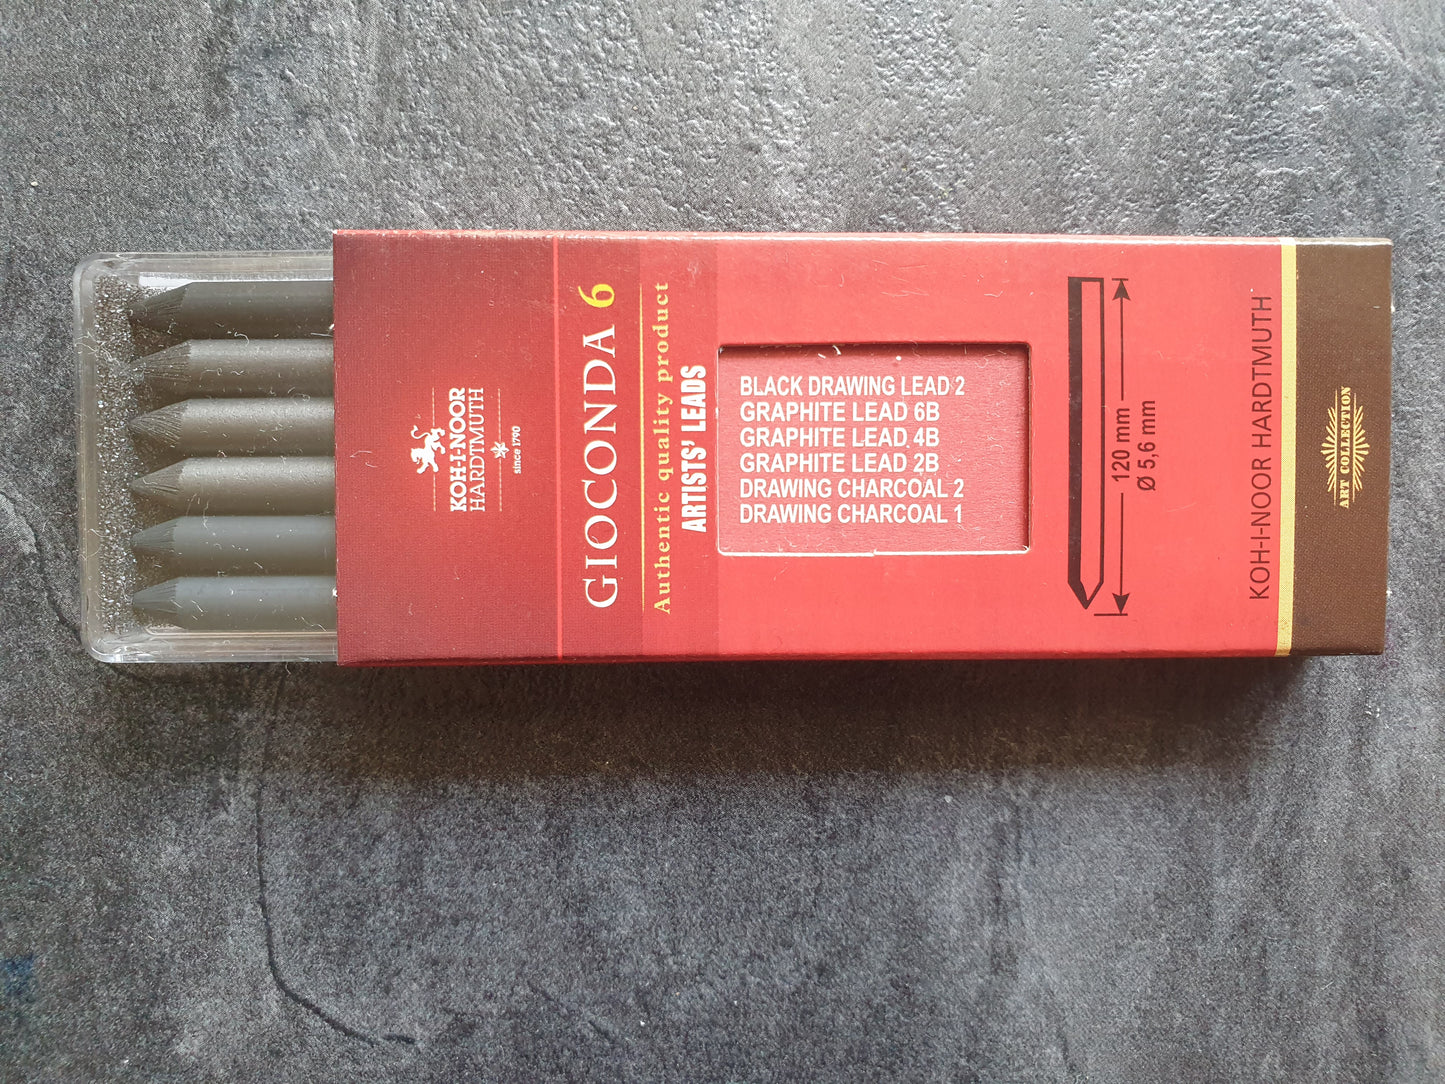 KOH-I-NOOR
HARDTMUTH
since 1790
GIOCONDA 6
Authentic quality product
ARTISTS' LEADS
BLACK DRAWING LEAD 2
GRAPHITE LEAD 6B
GRAPHITE LEAD 4B
GRAPHITE LEAD 2B
DRAWING CHARCOAL 2
DRAWING CHARCOAL 1
120 mm
Ø 5,6 mm
KOH-I-NOOR HARDTMUTH
ART COLLECTION